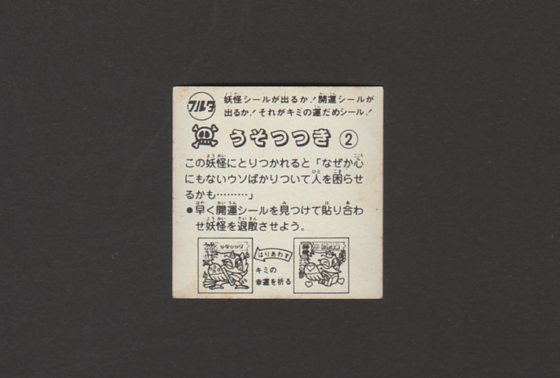 フルタ
妖怪シールが出るか！開運シールが
出るか！それがキミの運だめシール！
うそつつき ②
この妖怪にとりつかれると「なぜか心
にもないウソばかりついて人を困らせ
るかも………」
●早く開運シールを見つけて貼り合わ
せ妖怪を退散させよう。
はりあわす
キミの
幸運を祈る